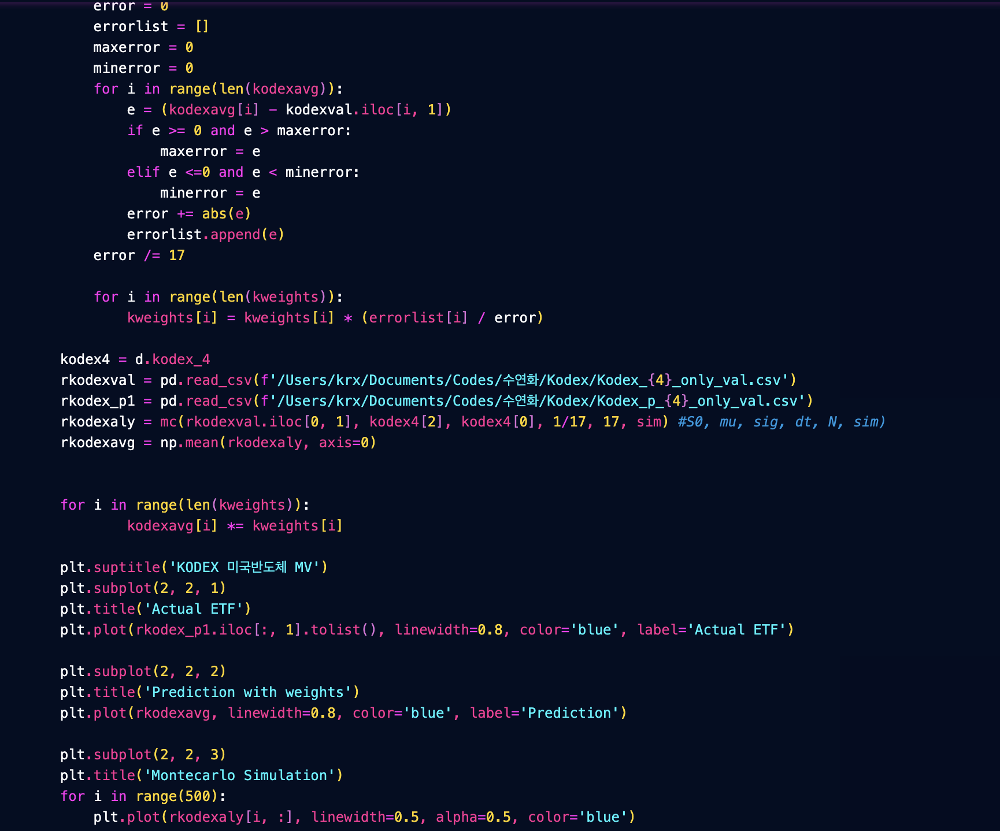 error = 0
errorlist = []
maxerror = 0
minerror = 0
for i in range(len(kodexavg)):
e = (kodexavg[i] - kodexval.iloc[i, 1])
if e >= 0 and e > maxerror:
maxerror = e
elif e <=0 and e < minerror:
minerror = e
error += abs(e)
errorlist.append(e)
error /= 17
for i in range(len(kweights)):
kweights[i] = kweights[i] * (errorlist[i] / error)
kodex4 = d.kodex_4
rkodexval = pd.read_csv(f'/Users/krx/Documents/Codes/수연화/Kodex/Kodex_{4}_only_val.csv')
rkodex_p1 = pd.read_csv(f'/Users/krx/Documents/Codes/수연화/Kodex/Kodex_p_{4}_only_val.csv')
rkodexaly = mc(rkodexval.iloc[0, 1], kodex4[2], kodex4[0], 1/17, 17, sim) #S0, mu, sig, dt, N, sim)
rkodexavg = np.mean(rkodexaly, axis=0)
for i in range(len(kweights)):
kodexavg[i] *= kweights[i]
plt.suptitle('KODEX 미국반도체 MV')
plt.subplot(2, 2, 1)
plt.title('Actual ETF')
plt.plot(rkodex_p1.iloc[:, 1].tolist(), linewidth=0.8, color='blue', label='Actual ETF')
plt.subplot(2, 2, 2)
plt.title('Prediction with weights')
plt.plot(rkodexavg, linewidth=0.8, color='blue', label='Prediction')
plt.subplot(2, 2, 3)
plt.title('Montecarlo Simulation')
for i in range(500):
plt.plot(rkodexaly[i, :], linewidth=0.5, alpha=0.5, color='blue')